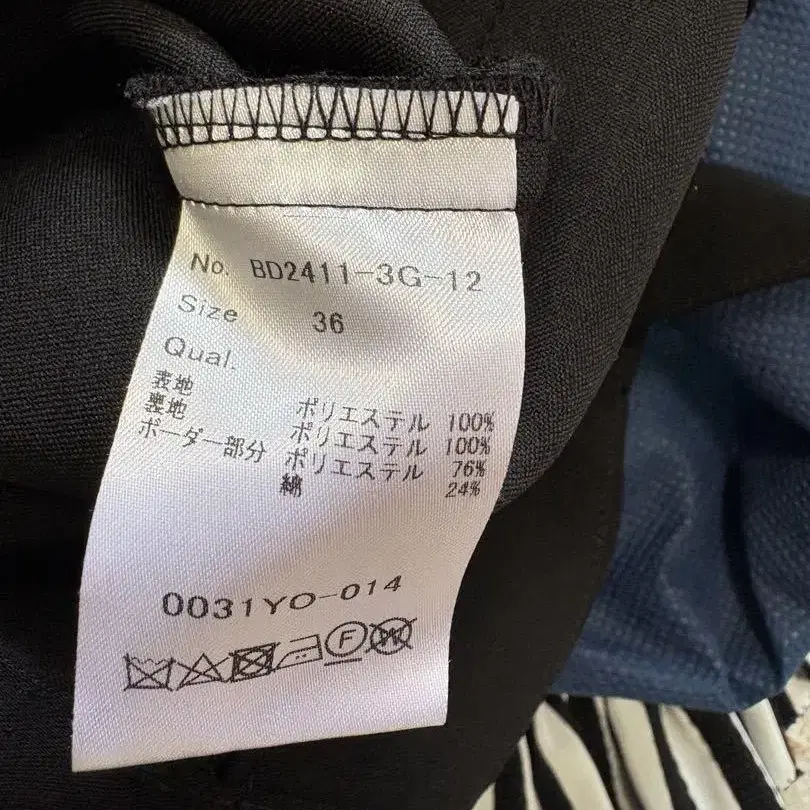 No. BD2411-3G-12
Size 36
Qual.
表地 ポリエステル 100%
裏地 ポリエステル 100%
ボーダー部分 ポリエステル 76%
綿 24%
0031YO-014
F W